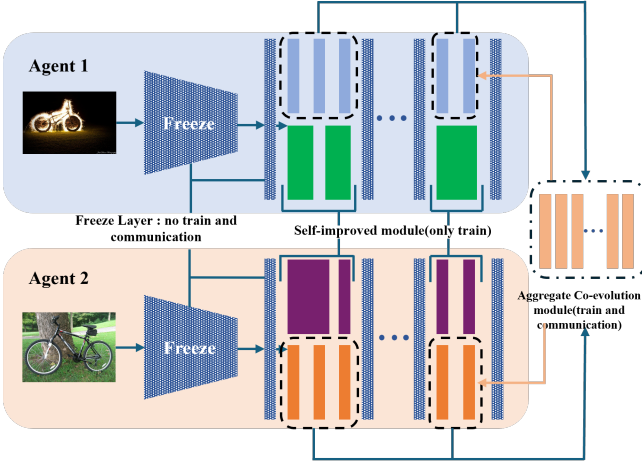 Agent 1
Freeze
Freeze Layer : no train and
communication
Self-improved module(only train)
Agent 2
Freeze
Aggregate Co-evolution
module(train and
communication)